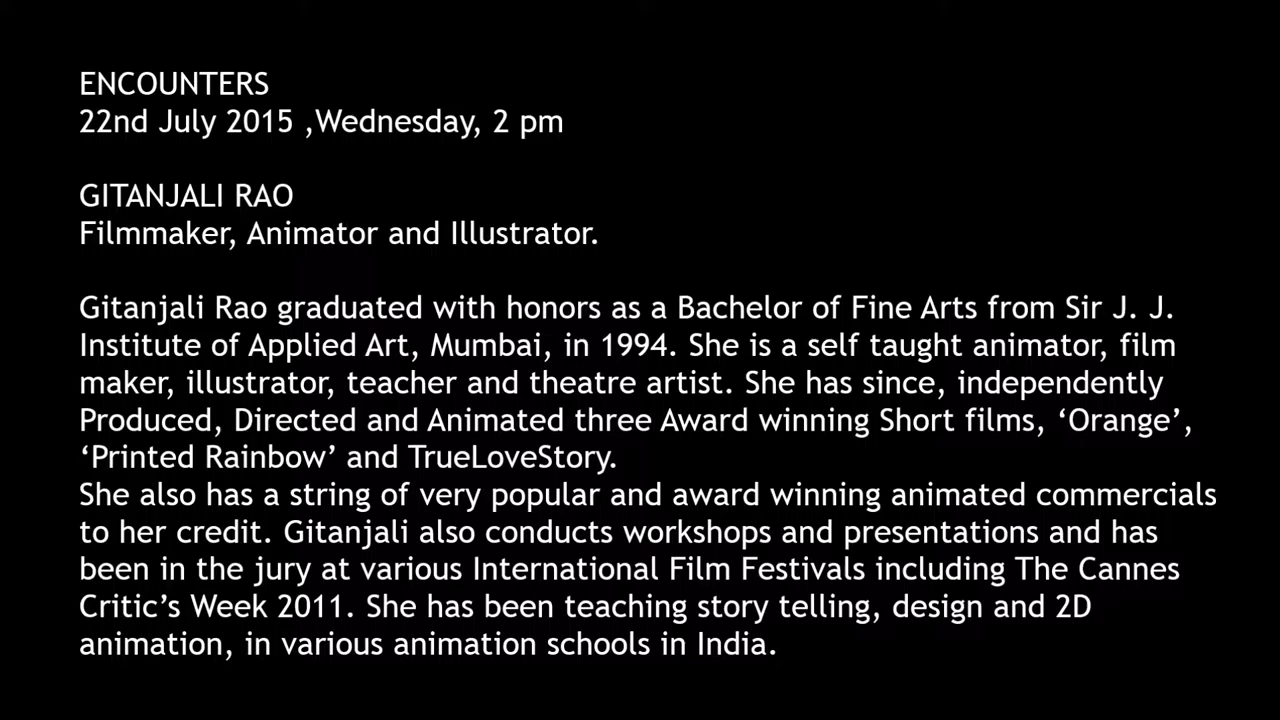 ENCOUNTERS
22nd July 2015 ,Wednesday, 2 pm
GITANJALI RAO
Filmmaker, Animator and Illustrator.
Gitanjali Rao graduated with honors as a Bachelor of Fine Arts from Sir J. J.
Institute of Applied Art, Mumbai, in 1994. She is a self taught animator, film
maker, illustrator, teacher and theatre artist. She has since, independently
Produced, Directed and Animated three Award winning Short films, ‘Orange’,
‘Printed Rainbow’ and TrueLoveStory.
She also has a string of very popular and award winning animated commercials
to her credit. Gitanjali also conducts workshops and presentations and has
been in the jury at various International Film Festivals including The Cannes
Critic’s Week 2011. She has been teaching story telling, design and 2D
animation, in various animation schools in India.